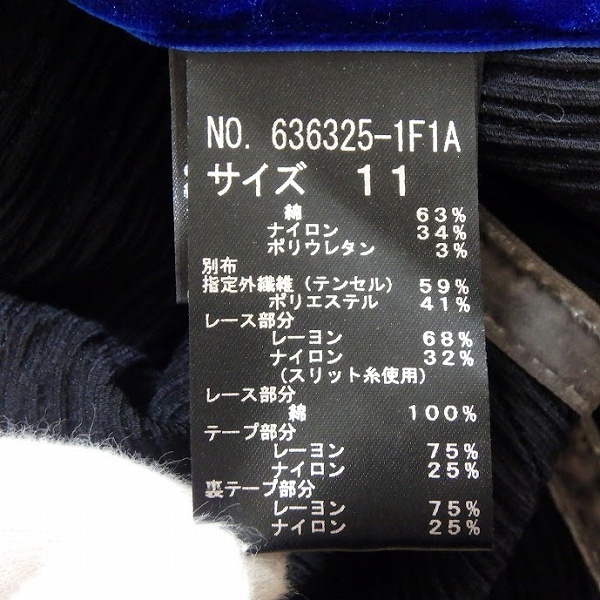 NO. 636325-1F1A
サイズ 11
綿 63%
ナイロン 34%
ポリウレタン 3%
別布
指定外繊維(テンセル) 59%
ポリエステル 41%
レース部分
レーヨン 68%
ナイロン 32%
(スリット糸使用)
レース部分
綿 100%
テープ部分
レーヨン 75%
ナイロン 25%
裏テープ部分
レーヨン 75%
ナイロン 25%